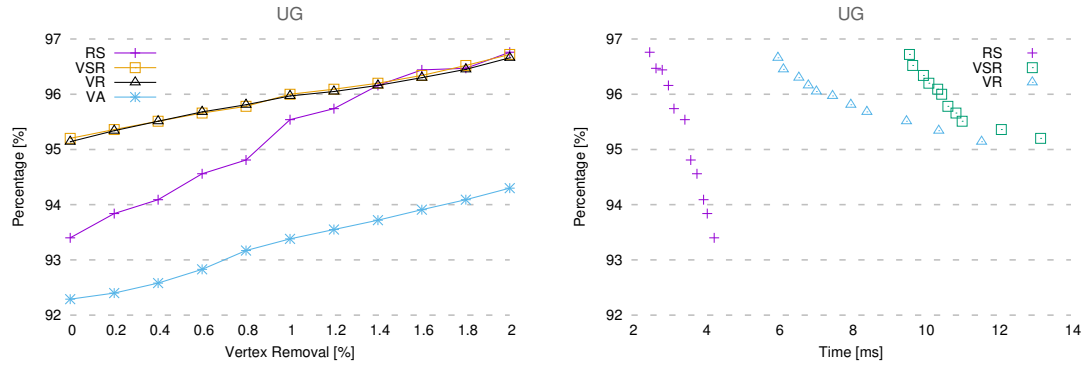 UG
97
96
95
94
93
92
Percentage [%]
RS
VSR
VR
VA
0 0.2 0.4 0.6 0.8 1 1.2 1.4 1.6 1.8 2
Vertex Removal [%]
UG
97
96
95
94
93
92
Percentage [%]
RS
VSR
VR
2 4 6 8 10 12 14
Time [ms]